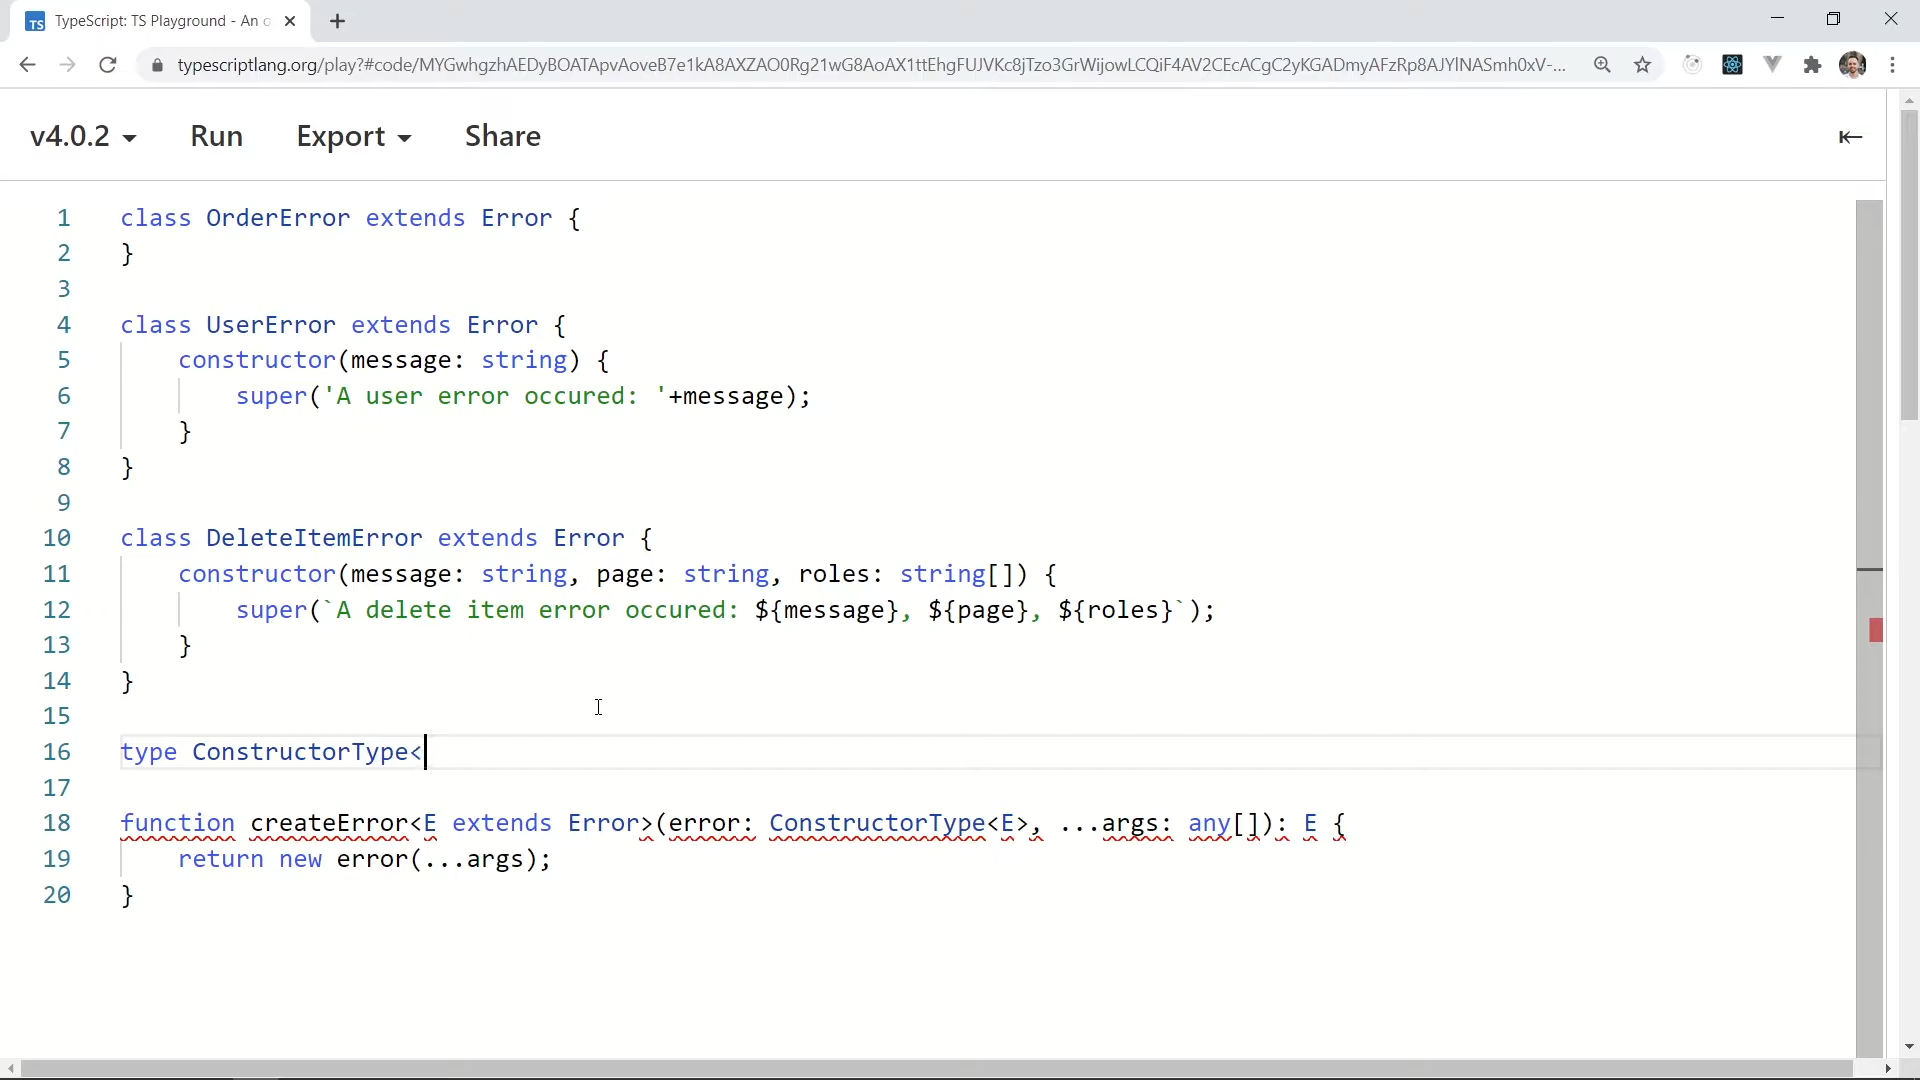 TypeScript: TS Playground - An o
typescriptlang.org/play?#code/MYGwhgzhAEDyBOATApvAoveB7e1kA8AXZAO0Rg21wG8AoAX1ttEhgFUJVKc8jTzo3GrWijowLCQiF4AV2CEcACgC2yKGADmyAFzRp8AJYlNASmh0xV-...
v4.0.2 Run Export Share
1 class OrderError extends Error {
2 }
3
4 class UserError extends Error {
5 constructor(message: string) {
6 super('A user error occured: '+message);
7 }
8 }
9
10 class DeleteItemError extends Error {
11 constructor(message: string, page: string, roles: string[]) {
12 super(`A delete item error occured: ${message}, ${page}, ${roles}`);
13 }
14 }
15
16 type ConstructorType<
17
18 function createError<E extends Error>(error: ConstructorType<E>, ...args: any[]): E {
19 return new error(...args);
20 }